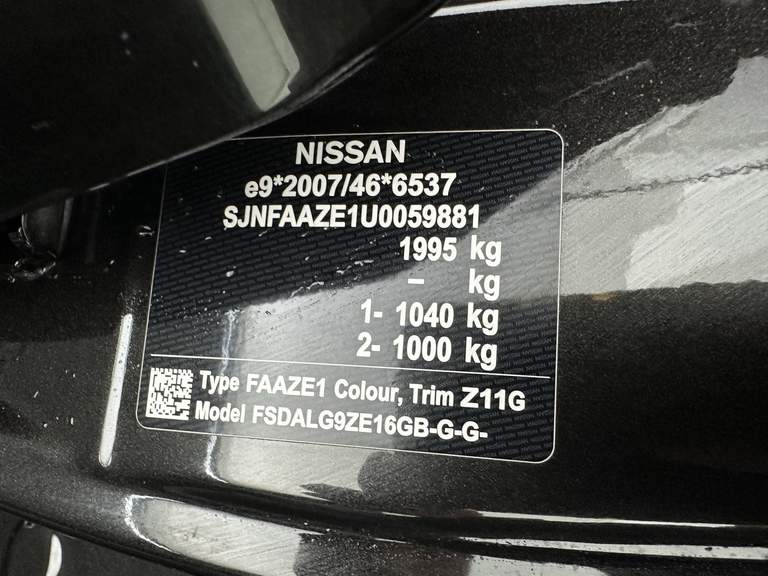 NISSAN
e9*2007/46*6537
SJNFAAZE1U0059881
1995 kg
– kg
1- 1040 kg
2- 1000 kg
Type FAAZE1 Colour, Trim Z11G
Model FSDALG9ZE16GB-G-G-